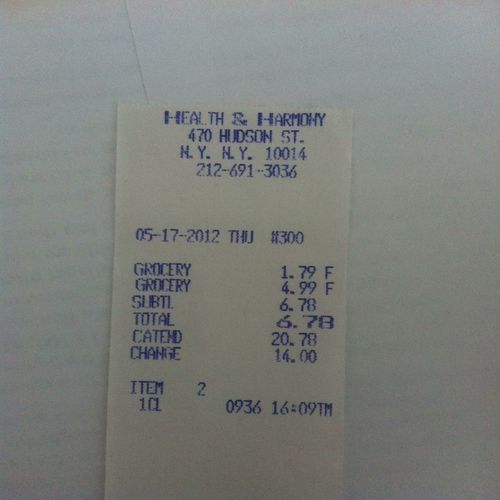 HEALTH & HARMONY
470 HUDSON ST.
N.Y. N.Y. 10014
212-691-3036
05-17-2012 THU #300
GROCERY 1.79 F
GROCERY 4.99 F
SUBTL 6.78
TOTAL 6.78
CATEND 20.78
CHANGE 14.00
ITEM 2
1CL 0936 16:09TM